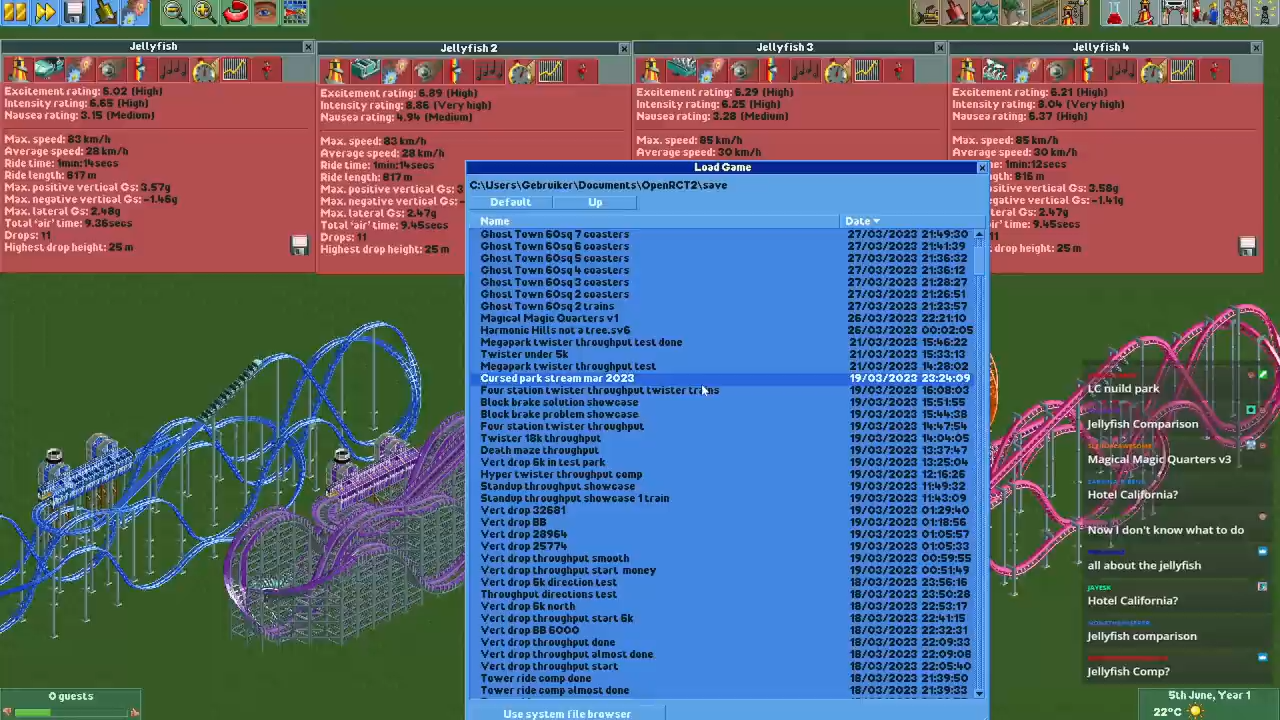 Jellyfish
Excitement rating: 6.02 (High)
Intensity rating: 6.65 (High)
Nausea rating: 3.15 (Medium)
Max. speed: 83 km/h
Average speed: 28 km/h
Ride time: 1min:14secs
Ride length: 817 m
Max. positive vertical Gs: 3.57g
Max. negative vertical Gs: -1.46g
Max. lateral Gs: 2.48g
Total 'air' time: 9.36secs
Drops: 11
Highest drop height: 25 m
Jellyfish 2
Excitement rating: 6.89 (High)
Intensity rating: 8.86 (Very high)
Nausea rating: 4.94 (Medium)
Max. speed: 83 km/h
Average speed: 28 km/h
Ride time: 1min:14secs
Ride length: 817 m
Max. positive vertical Gs: 3
Max. negative vertical Gs: -
Max. lateral Gs: 2.47g
Total 'air' time: 9.45secs
Drops: 11
Highest drop height: 25 m
Jellyfish 3
Excitement rating: 6.29 (High)
Intensity rating: 6.25 (High)
Nausea rating: 3.28 (Medium)
Max. speed: 85 km/h
Average speed: 30 km/h
Jellyfish 4
Excitement rating: 6.21 (High)
Intensity rating: 8.04 (Very high)
Nausea rating: 6.37 (High)
Max. speed: 85 km/h
Average speed: 30 km/h
1min:12secs
816 m
vertical Gs: 3.58g
vertical Gs: -1.41g
Gs: 2.47g
time: 9.45secs
height: 25 m
Load Game
C:\Users\Gebruiker\Documents\OpenRCT2\save
Default Up
Name Date
Ghost Town 60sq 7 coasters 27/03/2023 21:49:30
Ghost Town 60sq 6 coasters 27/03/2023 21:41:39
Ghost Town 60sq 5 coasters 27/03/2023 21:36:32
Ghost Town 60sq 4 coasters 27/03/2023 21:36:12
Ghost Town 60sq 3 coasters 27/03/2023 21:28:27
Ghost Town 60sq 2 coasters 27/03/2023 21:26:51
Ghost Town 60sq 2 trains 27/03/2023 21:23:57
Magical Magic Quarters v1 26/03/2023 22:21:10
Harmonic Hills not a tree.sv6 26/03/2023 00:02:05
Megapark twister throughput test done 21/03/2023 15:46:22
Twister under 5k 21/03/2023 15:33:13
Megapark twister throughput test 21/03/2023 14:28:02
Cursed park stream mar 2023 19/03/2023 23:24:09
Four station twister throughput twister trains 19/03/2023 16:08:03
Block brake solution showcase 19/03/2023 15:51:55
Block brake problem showcase 19/03/2023 15:44:38
Four station twister throughput 19/03/2023 14:47:54
Twister 18k throughput 19/03/2023 14:04:05
Death maze throughput 19/03/2023 13:37:47
Vert drop 6k in test park 19/03/2023 13:25:04
Hyper twister throughput comp 19/03/2023 12:16:26
Standup throughput showcase 19/03/2023 11:49:32
Standup throughput showcase 1 train 19/03/2023 11:43:09
Vert drop 32681 19/03/2023 01:29:40
Vert drop BB 19/03/2023 01:18:56
Vert drop 28964 19/03/2023 01:05:57
Vert drop 25774 19/03/2023 01:05:33
Vert drop throughput smooth 19/03/2023 00:59:55
Vert drop throughput start money 19/03/2023 00:51:49
Vert drop 6k direction test 18/03/2023 23:56:16
Throughput directions test 18/03/2023 23:50:28
Vert drop 6k north 18/03/2023 22:53:17
Vert drop throughput start 6k 18/03/2023 22:41:15
Vert drop BB 6000 18/03/2023 22:32:31
Vert drop throughput done 18/03/2023 22:09:33
Vert drop throughput almost done 18/03/2023 22:09:08
Vert drop throughput start 18/03/2023 22:05:40
Tower ride comp done 18/03/2023 21:39:50
Tower ride comp almost done 18/03/2023 21:39:33
Use system file browser
LC nuild park
Jellyfish Comparison
Magical Magic Quarters v3
Hotel California?
Now I don't know what to do
all about the jellyfish
JAYESK
Hotel California?
Jellyfish comparison
Jellyfish Comp?
0 guests
5th June, Year 1
22°C